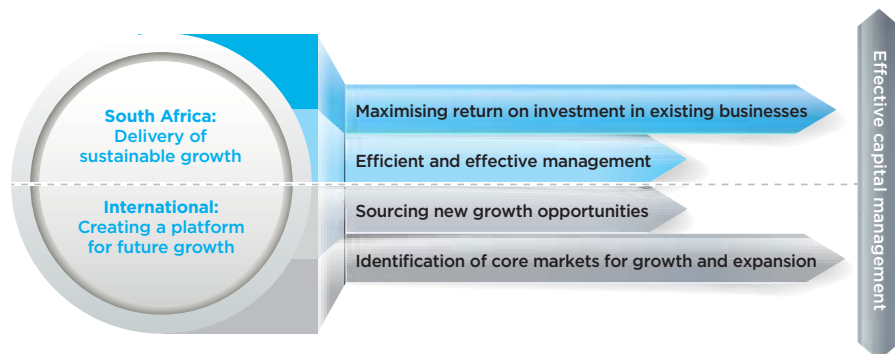 South Africa:
Delivery of
sustainable growth
International:
Creating a platform
for future growth
Maximising return on investment in existing businesses
Efficient and effective management
Sourcing new growth opportunities
Identification of core markets for growth and expansion
Effective capital management